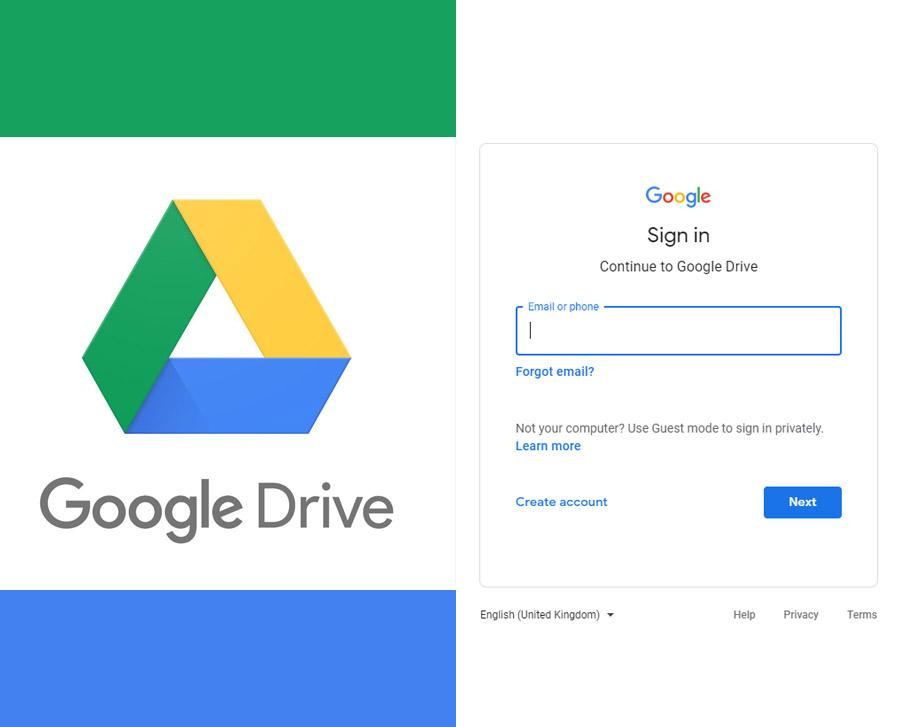 Google Drive
Google
Sign in
Continue to Google Drive
Email or phone
Forgot email?
Not your computer? Use Guest mode to sign in privately.
Learn more
Create account
Next
English (United Kingdom)
Help
Privacy
Terms